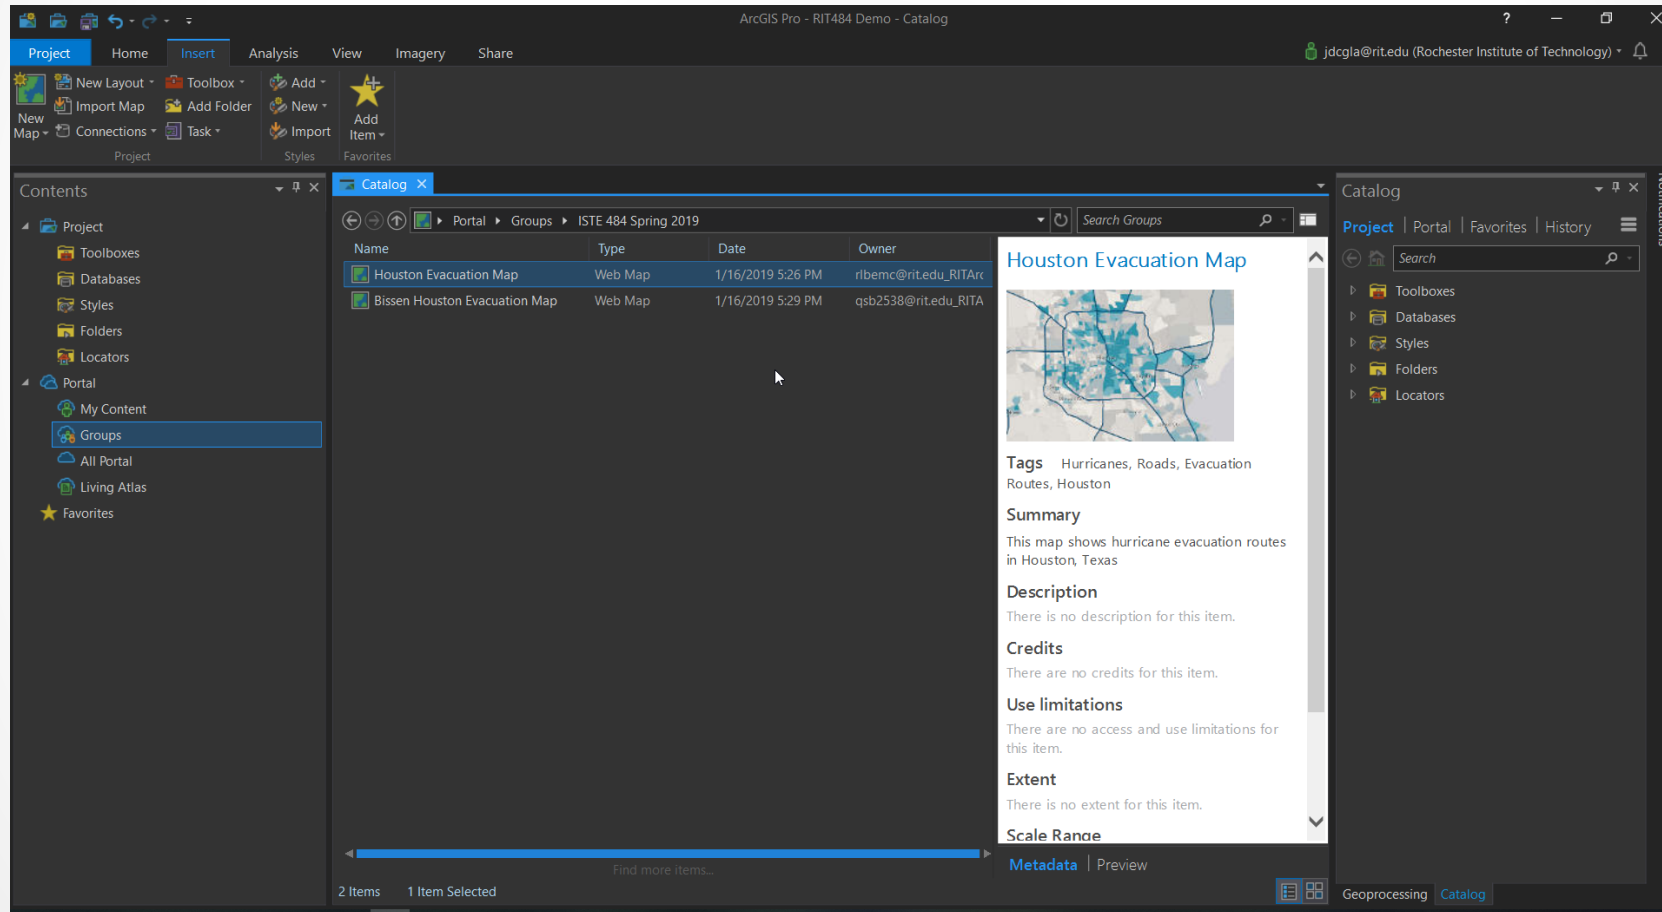 ArcGIS Pro - RIT484 Demo - Catalog
?
Project Home Insert Analysis View Imagery Share
jdcgla@rit.edu (Rochester Institute of Technology)
New Map
New Layout
Import Map
Connections
Toolbox
Add Folder
Task
Project
Add
New
Import
Styles
Add Item
Favorites
Contents
Project
Toolboxes
Databases
Styles
Folders
Locators
Portal
My Content
Groups
All Portal
Living Atlas
Favorites
Catalog
Portal Groups ISTE 484 Spring 2019
Search Groups
Name Type Date Owner
Houston Evacuation Map Web Map 1/16/2019 5:26 PM rlbemc@rit.edu_RITArc
Bissen Houston Evacuation Map Web Map 1/16/2019 5:29 PM qsb2538@rit.edu_RITA
Find more items...
2 Items 1 Item Selected
Houston Evacuation Map
Tags Hurricanes, Roads, Evacuation
Routes, Houston
Summary
This map shows hurricane evacuation routes
in Houston, Texas
Description
There is no description for this item.
Credits
There are no credits for this item.
Use limitations
There are no access and use limitations for
this item.
Extent
There is no extent for this item.
Scale Range
Metadata Preview
Catalog
Project Portal Favorites History
Search
Toolboxes
Databases
Styles
Folders
Locators
Geoprocessing Catalog